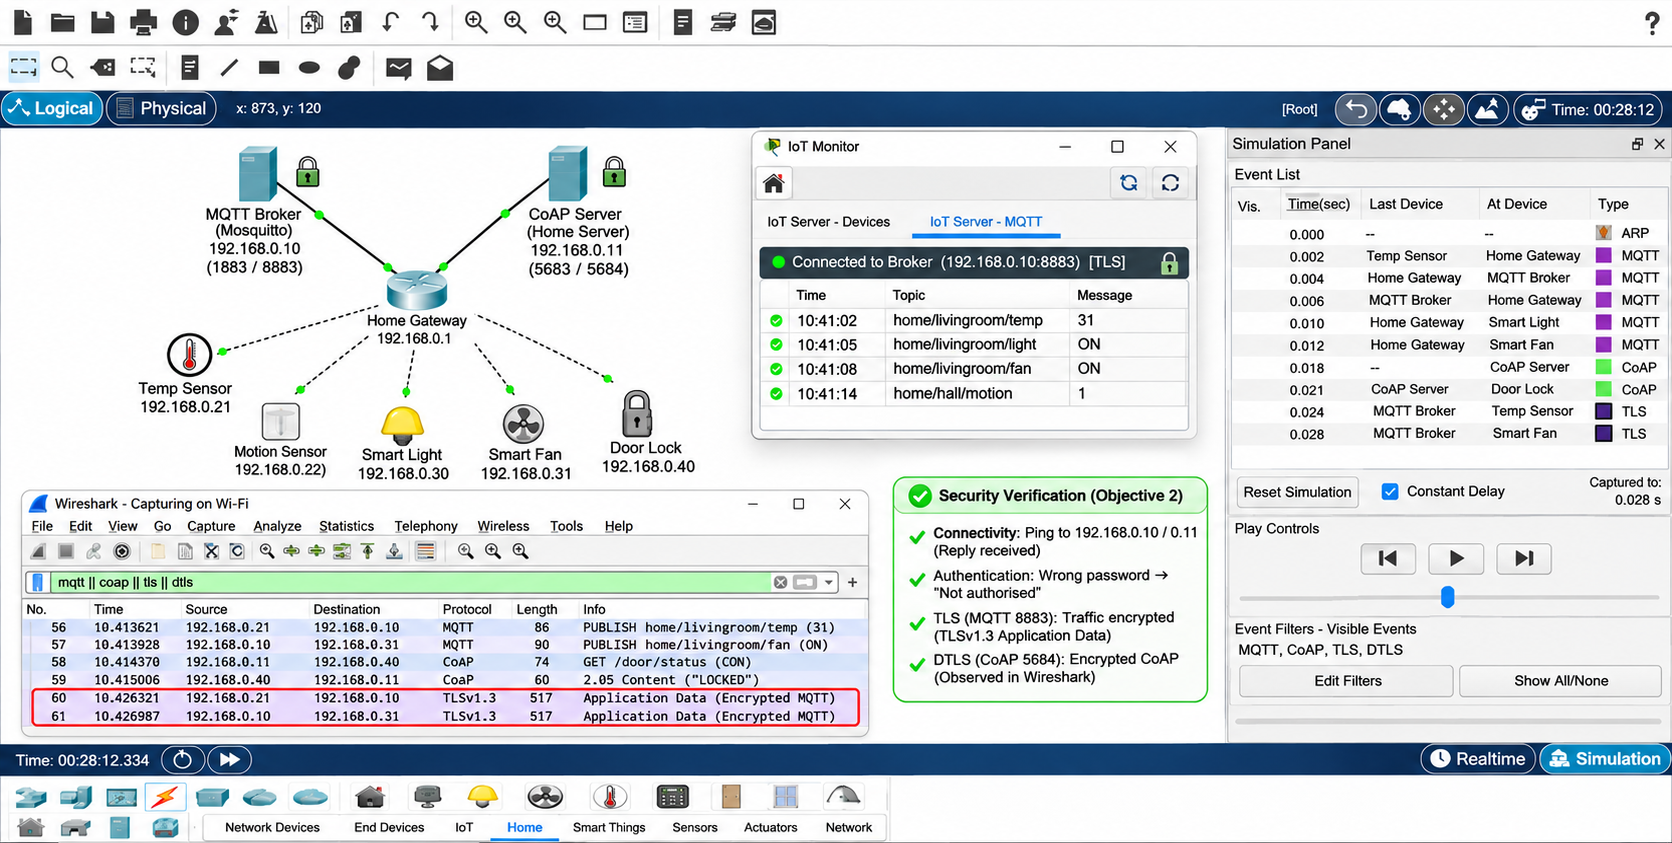 ?
Logical
Physical
x: 873, y: 120
[Root]
Time: 00:28:12
MQTT Broker
(Mosquitto)
192.168.0.10
(1883 / 8883)
CoAP Server
(Home Server)
192.168.0.11
(5683 / 5684)
Home Gateway
192.168.0.1
Temp Sensor
192.168.0.21
Motion Sensor
192.168.0.22)
Smart Light
192.168.0.30
Smart Fan
192.168.0.31
Door Lock
192.168.0.40
IoT Monitor
IoT Server - Devices
IoT Server - MQTT
Connected to Broker (192.168.0.10:8883) [TLS]
Time Topic Message
10:41:02 home/livingroom/temp 31
10:41:05 home/livingroom/light ON
10:41:08 home/livingroom/fan ON
10:41:14 home/hall/motion 1
Simulation Panel
Event List
Vis. Time(sec) Last Device At Device Type
0.000 -- -- ARP
0.002 Temp Sensor Home Gateway MQTT
0.004 Home Gateway MQTT Broker MQTT
0.006 MQTT Broker Home Gateway MQTT
0.010 Home Gateway Smart Light MQTT
0.012 Home Gateway Smart Fan MQTT
0.018 -- CoAP Server CoAP
0.021 CoAP Server Door Lock CoAP
0.024 MQTT Broker Temp Sensor TLS
0.028 MQTT Broker Smart Fan TLS
Reset Simulation
Constant Delay
Captured to:
0.028 s
Play Controls
Event Filters - Visible Events
MQTT, CoAP, TLS, DTLS
Edit Filters
Show All/None
Wireshark - Capturing on Wi-Fi
File Edit View Go Capture Analyze Statistics Telephony Wireless Tools Help
mqtt || coap || tls || dtls
+
No. Time Source Destination Protocol Length Info
56 10.413621 192.168.0.21 192.168.0.10 MQTT 86 PUBLISH home/livingroom/temp (31)
57 10.413928 192.168.0.10 192.168.0.31 MQTT 90 PUBLISH home/livingroom/fan (ON)
58 10.414370 192.168.0.11 192.168.0.40 CoAP 74 GET /door/status (CON)
59 10.415006 192.168.0.40 192.168.0.11 CoAP 60 2.05 Content ("LOCKED")
60 10.426321 192.168.0.21 192.168.0.10 TLSv1.3 517 Application Data (Encrypted MQTT)
61 10.426987 192.168.0.10 192.168.0.31 TLSv1.3 517 Application Data (Encrypted MQTT)
Security Verification (Objective 2)
Connectivity: Ping to 192.168.0.10 / 0.11
(Reply received)
Authentication: Wrong password →
"Not authorised"
TLS (MQTT 8883): Traffic encrypted
(TLSv1.3 Application Data)
DTLS (CoAP 5684): Encrypted CoAP
(Observed in Wireshark)
Time: 00:28:12.334
Realtime
Simulation
Network Devices End Devices IoT Home Smart Things Sensors Actuators Network